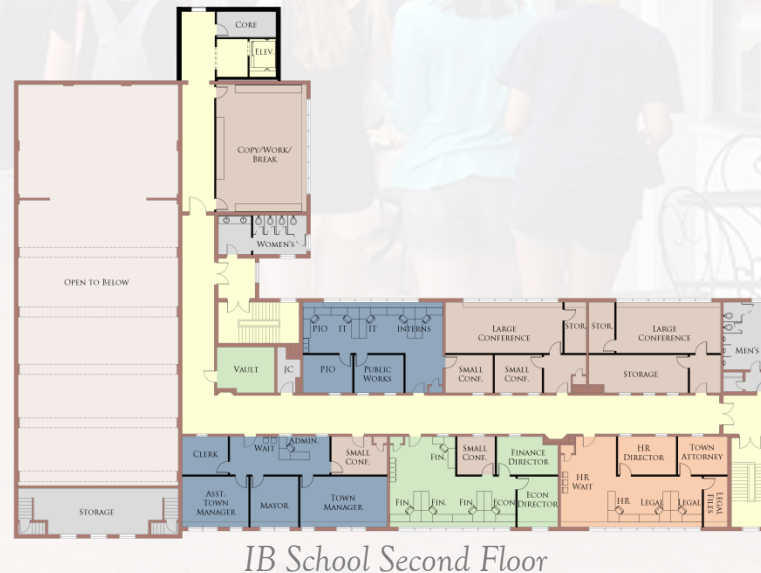 CORE
ELEV.
COPY/WORK/
BREAK
WOMEN'S
OPEN TO BELOW
PIO
IT
IT
INTERNS
LARGE
CONFERENCE
STOR.
STOR.
LARGE
CONFERENCE
MEN'S
VAULT
JC
PIO
PUBLIC
WORKS
SMALL
CONF.
SMALL
CONF.
STORAGE
CLERK
WAIT
ADMIN.
SMALL
CONF.
FIN.
SMALL
CONF.
FINANCE
DIRECTOR
HR
WAIT
HR
DIRECTOR
TOWN
ATTORNEY
STORAGE
ASST.
TOWN
MANAGER
MAYOR
TOWN
MANAGER
FIN.
FIN.
FIN.
ECON
ECON
DIRECTOR
HR
LEGAL
LEGAL
LEGAL
FILES
IB School Second Floor